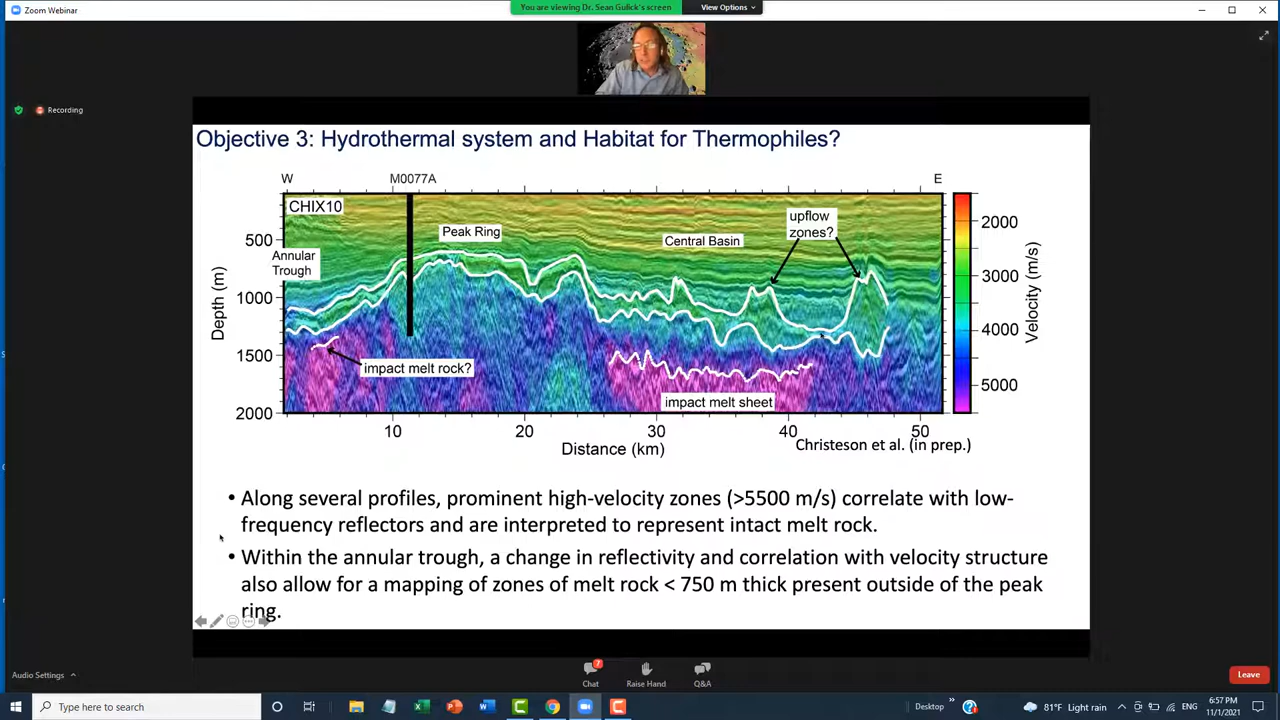 Zoom Webinar
You are viewing Dr. Sean Gulick's screen
View Options
Recording
Objective 3: Hydrothermal system and Habitat for Thermophiles?
W
M0077A
E
CHIX10
Peak Ring
Central Basin
upflow
zones?
Annular
Trough
impact melt rock?
impact melt sheet
500
1000
1500
2000
Depth (m)
10
20
30
40
50
Distance (km)
2000
3000
4000
5000
Velocity (m/s)
Christeson et al. (in prep.)
• Along several profiles, prominent high-velocity zones (>5500 m/s) correlate with low-
frequency reflectors and are interpreted to represent intact melt rock.
• Within the annular trough, a change in reflectivity and correlation with velocity structure
also allow for a mapping of zones of melt rock < 750 m thick present outside of the peak
ring.
Audio Settings
7
Chat
Raise Hand
Q&A
Leave
Type here to search
Desktop
81°F Light rain
6:57 PM
11/1/2021